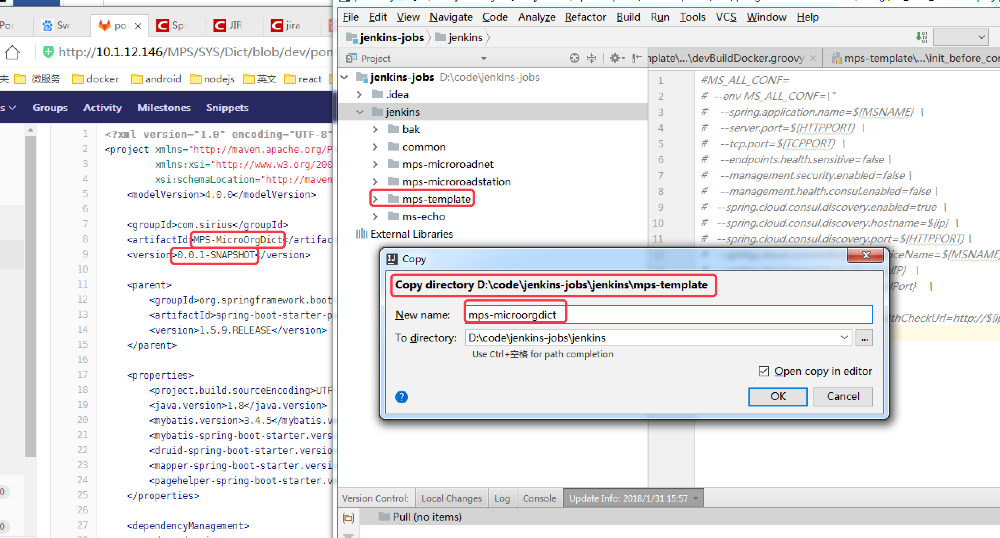 Sw
po
Sp
JIR
jira
http://10.1.12.146/MPS/SYS/Dict/blob/dev/pom
夹 微服务 docker android nodejs 英文 react
s Groups Activity Milestones Snippets
1 <?xml version="1.0" encoding="UTF-8"
2 <project xmlns="http://maven.apache.org/P
3 xmlns:xsi="http://www.w3.org/200
4 xsi:schemaLocation="http://maven
5 <modelVersion>4.0.0</modelVersion>
6
7 <groupId>com.sirius</groupId>
8 <artifactId>MPS-MicroOrgDict</artifac
9 <version>0.0.1-SNAPSHOT</version>
10
11 <parent>
12 <groupId>org.springframework.boot
13 <artifactId>spring-boot-starter-p
14 <version>1.5.9.RELEASE</version>
15 </parent>
16
17 <properties>
18 <project.build.sourceEncoding>UTF
19 <java.version>1.8</java.version>
20 <mybatis.version>3.4.5</mybatis.v
21 <mybatis-spring-boot-starter.vers
22 <druid-spring-boot-starter.versio
23 <mapper-spring-boot-starter.versi
24 <pagehelper-spring-boot-starter.v
25 </properties>
26
27 <dependencyManagement>
0
0
File Edit View Navigate Code Analyze Refactor Build Run Tools VCS Window Help
jenkins-jobs jenkins
Project
jenkins-jobs D:\code\jenkins-jobs
.idea
jenkins
bak
common
mps-microroadnet
mps-microroadstation
mps-template
ms-echo
External Libraries
nplate\...\devBuildDocker.groovy
mps-template\...\init_before_cor
1 #MS_ALL_CONF=
2 # --env MS_ALL_CONF=\"
3 # --spring.application.name=${MSNAME} \
4 # --server.port=${HTTPPORT} \
5 # --tcp.port=${TCPPORT} \
6 # --endpoints.health.sensitive=false \
7 # --management.security.enabled=false \
8 # --management.health.consul.enabled=false \
9 # --spring.cloud.consul.discovery.enabled=true \
10 # --spring.cloud.consul.discovery.hostname=${ip} \
11 # --spring.cloud.consul.discovery.port=${HTTPPORT} \
iceName=${MSNAME}
lIP} \
lPort} \
lthCheckUrl=http://${ip
Copy
Copy directory D:\code\jenkins-jobs\jenkins\mps-template
New name: mps-microorgdict
To directory: D:\code\jenkins-jobs\jenkins
...
Use Ctrl+空格 for path completion
Open copy in editor
OK Cancel
Version Control: Local Changes Log Console Update Info: 2018/1/31 15:57
Pull (no items)